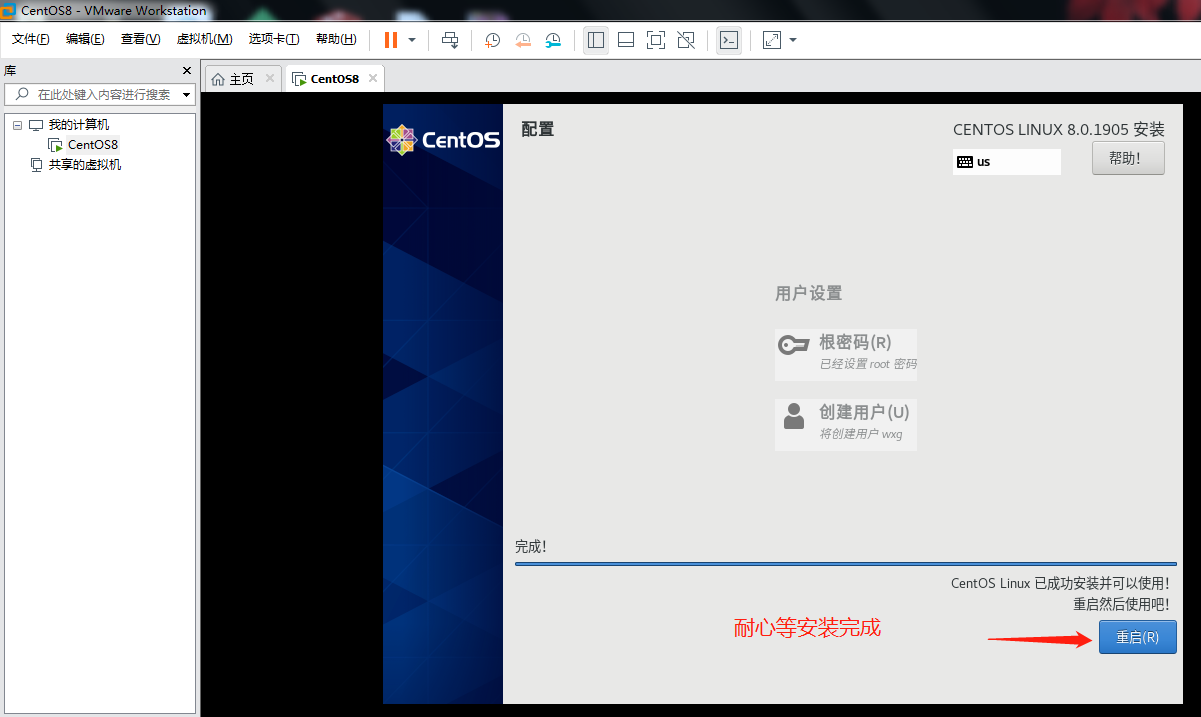 CentOS8 - VMware Workstation
文件(F) 编辑(E) 查看(V) 虚拟机(M) 选项卡(T) 帮助(H)
库
在此处键入内容进行搜索
我的计算机
CentOS8
共享的虚拟机
主页
CentOS8
CentOS
配置
CENTOS LINUX 8.0.1905 安装
us
帮助!
用户设置
根密码(R)
已经设置 root 密码
创建用户(U)
将创建用户 wxg
完成!
CentOS Linux 已成功安装并可以使用!
重启然后使用吧!
耐心等安装完成
重启(R)